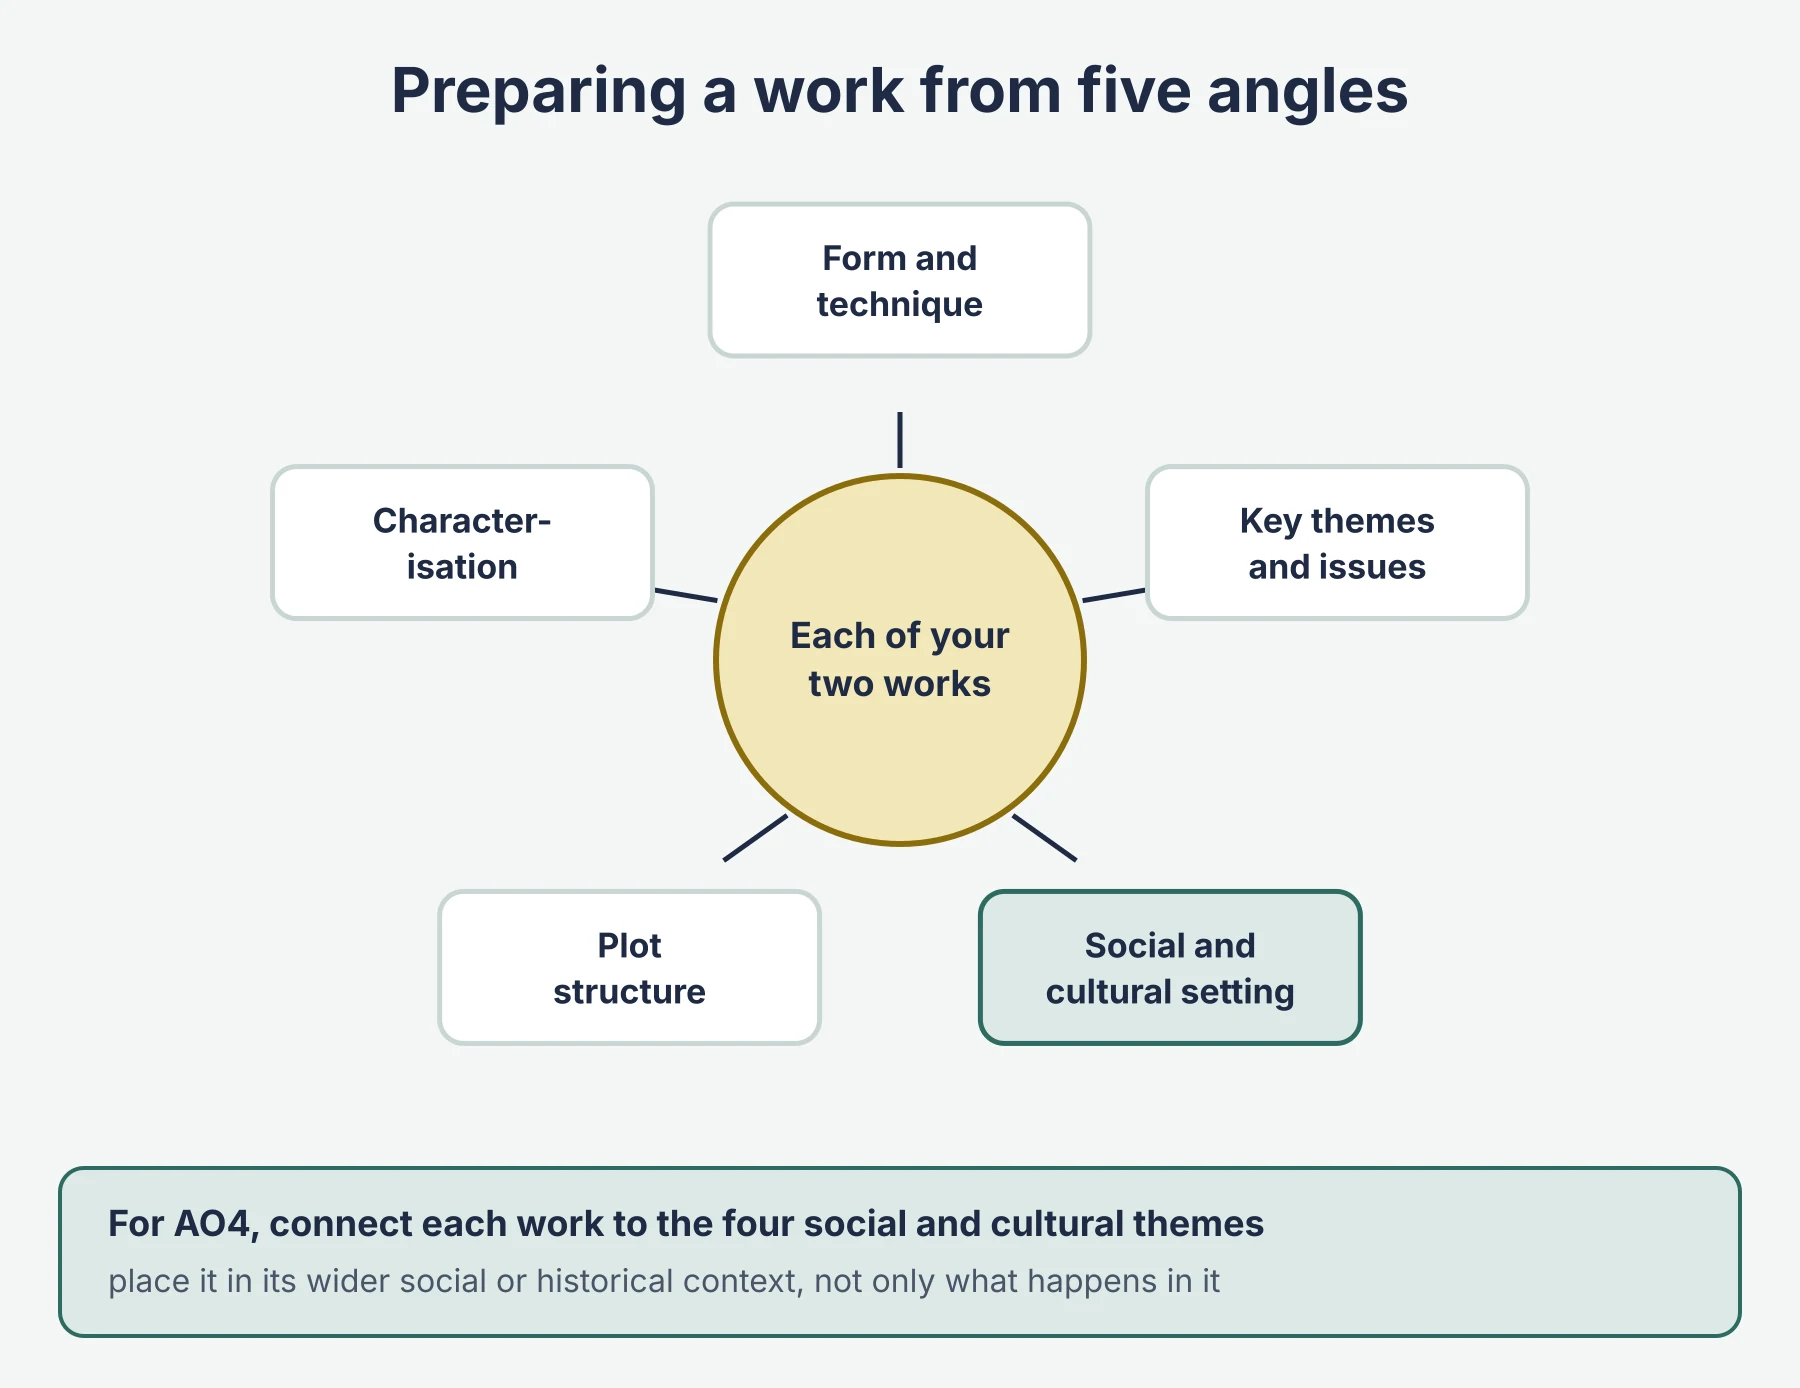 Preparing a work from five angles
Form and
technique
Character-
isation
Key themes
and issues
Each of your
two works
Plot
structure
Social and
cultural setting
For AO4, connect each work to the four social and cultural themes
place it in its wider social or historical context, not only what happens in it